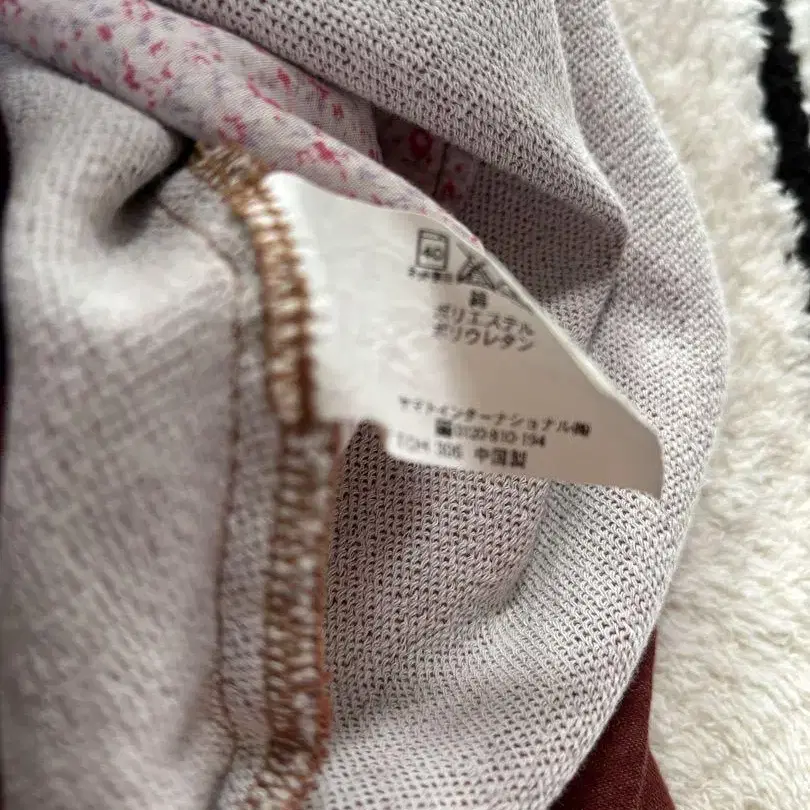 40
綿
ポリエステル
ポリウレタン
ヤマトインターナショナル㈱
0120-810-194
306 中国製